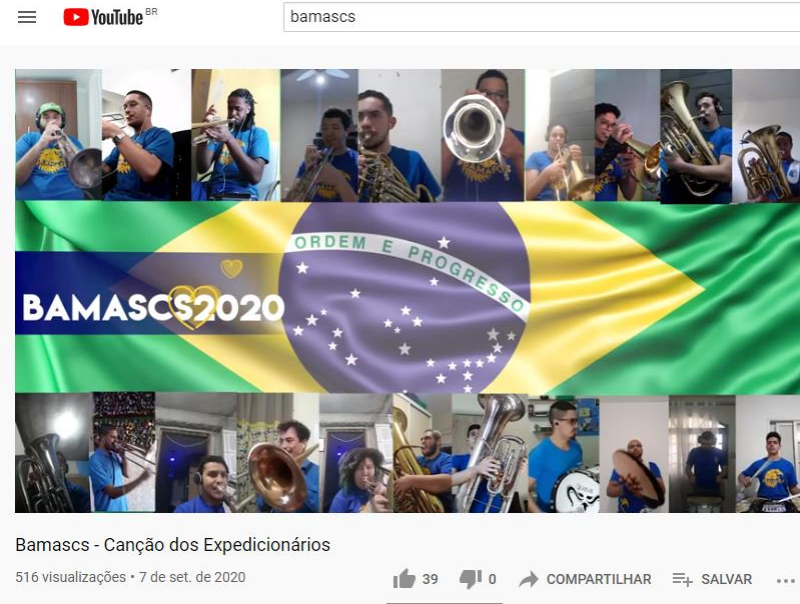 YouTube BR
bamascs
ORDEM E PROGRESSO
BAMASCS2020
Bamascs - Canção dos Expedicionários
516 visualizações • 7 de set. de 2020
39 0 COMPARTILHAR SALVAR ...